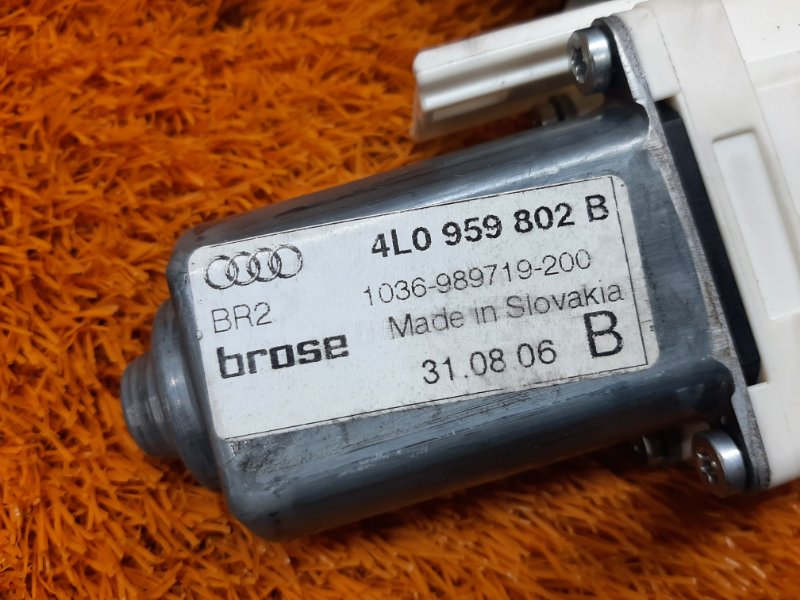 4L0 959 802 B
1036-989719-200
BR2
Made in Slovakia
brose
31.08 06
B